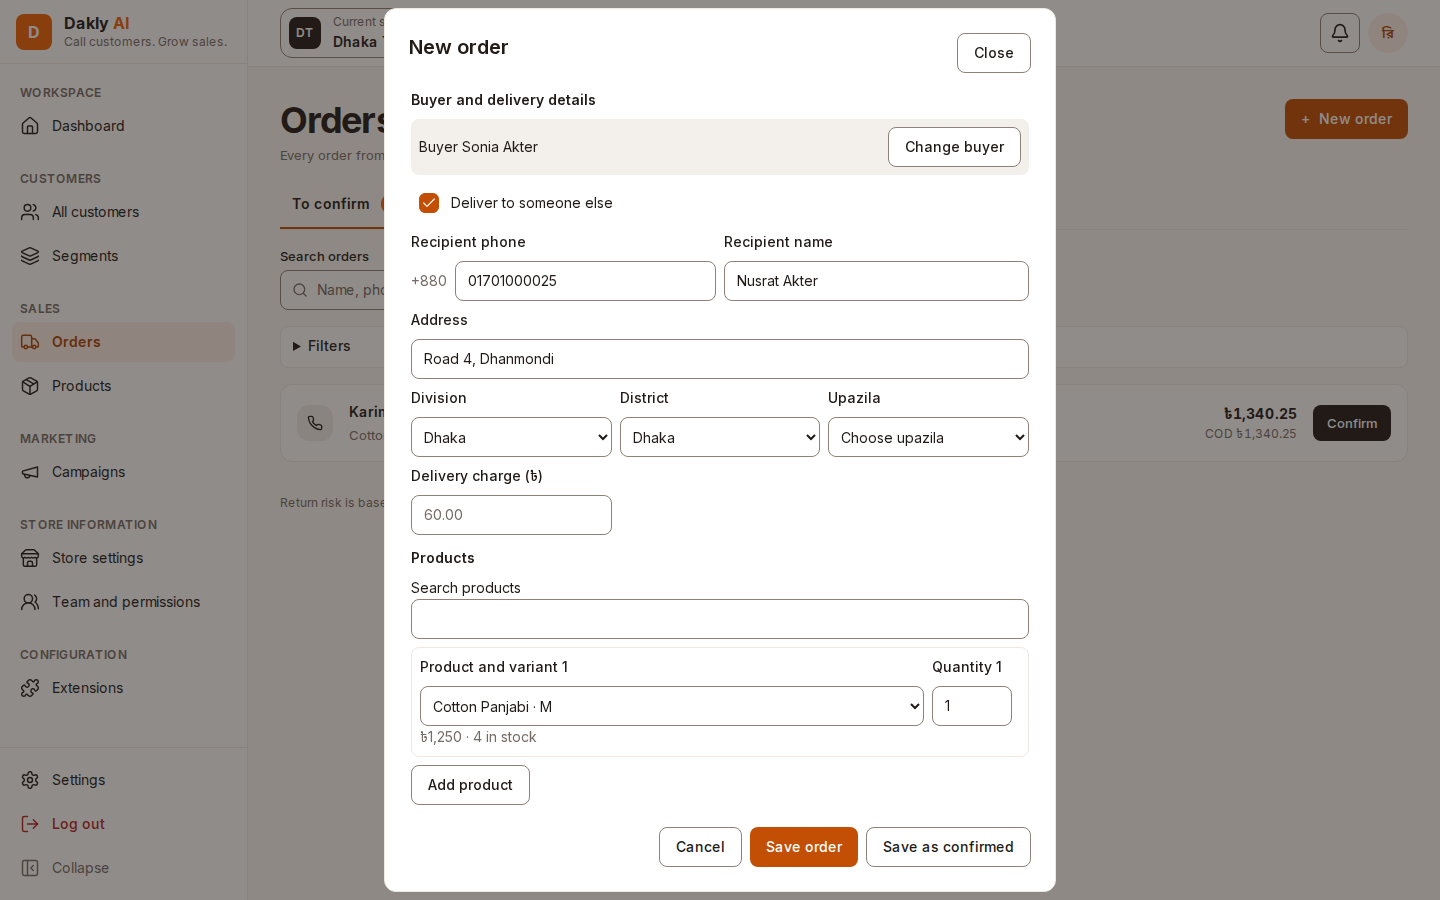 D
Dakly AI
Call customers. Grow sales.
WORKSPACE
Dashboard
CUSTOMERS
All customers
Segments
SALES
Orders
Products
MARKETING
Campaigns
STORE INFORMATION
Store settings
Team and permissions
CONFIGURATION
Extensions
Settings
Log out
Collapse
DT
Current
Dhaka
রি
Orders
Every order from
+ New order
To confirm
Search orders
Name,
Filters
Cotto
৳1,340.25
COD ৳1,340.25
Confirm
Return risk is
New order
Close
Buyer and delivery details
Buyer Sonia Akter
Change buyer
Deliver to someone else
Recipient phone
Recipient name
+880
01701000025
Nusrat Akter
Address
Road 4, Dhanmondi
Division
District
Upazila
Dhaka
Dhaka
Choose upazila
Delivery charge (৳)
60.00
Products
Search products
Product and variant 1
Quantity 1
Cotton Panjabi · M
1
৳1,250 · 4 in stock
Add product
Cancel
Save order
Save as confirmed